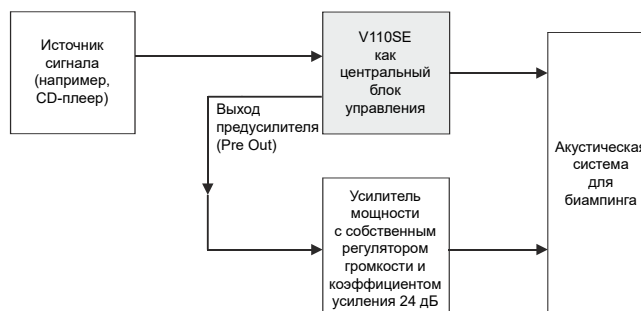 Источник
сигнала
(например,
CD-плеер)
V110SE
как
центральный
блок
управления
Выход
предусилителя
(Pre Out)
Усилитель
мощности
с собственным
регулятором
громкости и
коэффициентом
усиления 24 дБ
Акустическая
система
для
биампинга